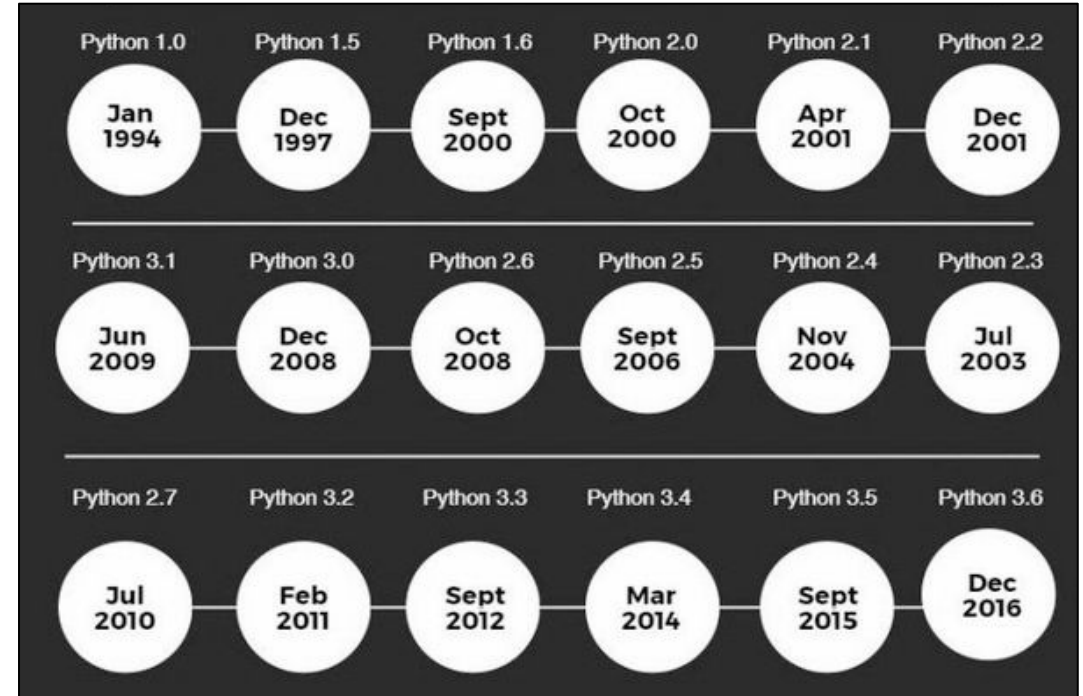 Python 1.0 Python 1.5 Python 1.6 Python 2.0 Python 2.1 Python 2.2
Jan Dec Sept Oct Apr Dec
1994 1997 2000 2000 2001 2001
Python 3.1 Python 3.0 Python 2.6 Python 2.5 Python 2.4 Python 2.3
Jun Dec Oct Sept Nov Jul
2009 2008 2008 2006 2004 2003
Python 2.7 Python 3.2 Python 3.3 Python 3.4 Python 3.5 Python 3.6
Jul Feb Sept Mar Sept Dec
2010 2011 2012 2014 2015 2016